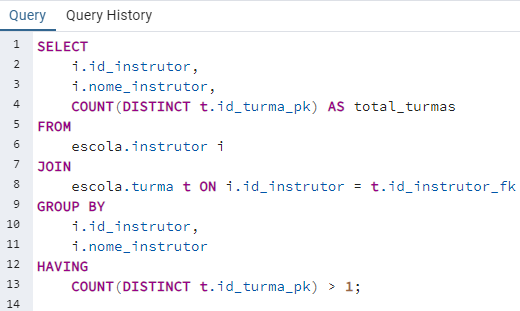 Query Query History
1 SELECT
2 i.id_instrutor,
3 i.nome_instrutor,
4 COUNT(DISTINCT t.id_turma_pk) AS total_turmas
5 FROM
6 escola.instrutor i
7 JOIN
8 escola.turma t ON i.id_instrutor = t.id_instrutor_fk
9 GROUP BY
10 i.id_instrutor,
11 i.nome_instrutor
12 HAVING
13 COUNT(DISTINCT t.id_turma_pk) > 1;
14